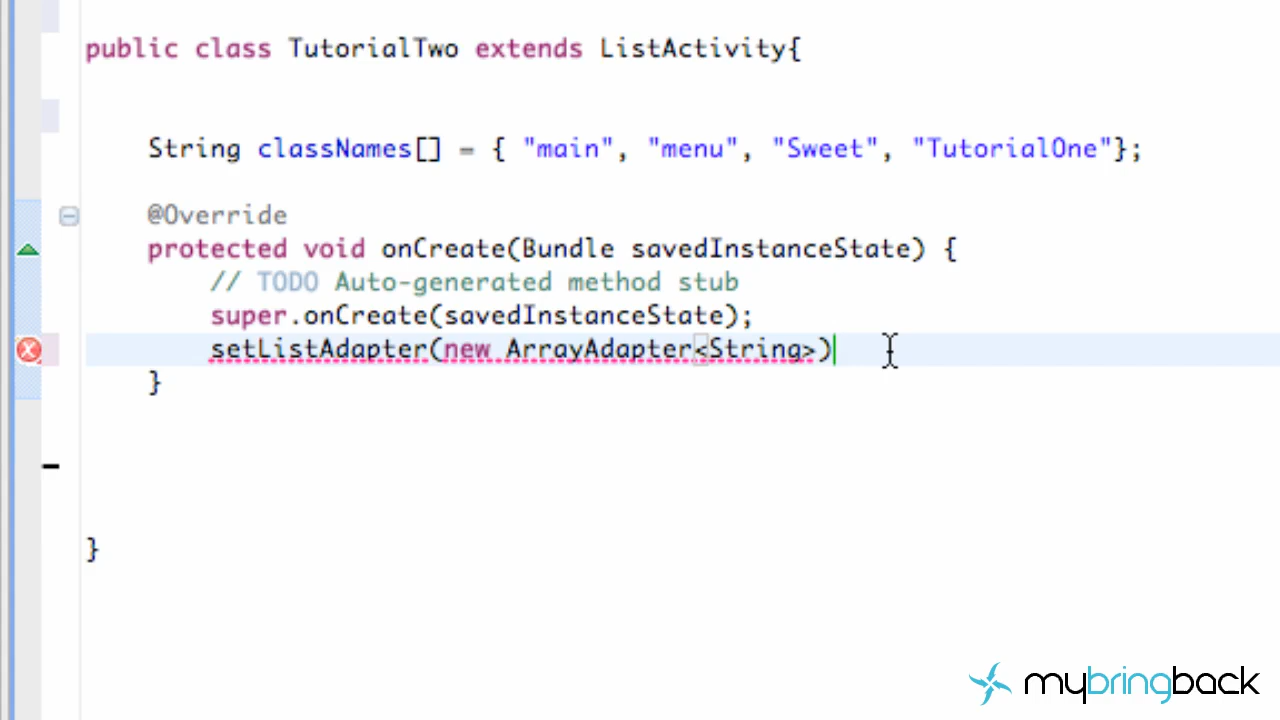 public class TutorialTwo extends ListActivity{
String classNames[] = { "main", "menu", "Sweet", "TutorialOne"};
@Override
protected void onCreate(Bundle savedInstanceState) {
// TODO Auto-generated method stub
super.onCreate(savedInstanceState);
setListAdapter(new ArrayAdapter<String>)
}
}
mybringback